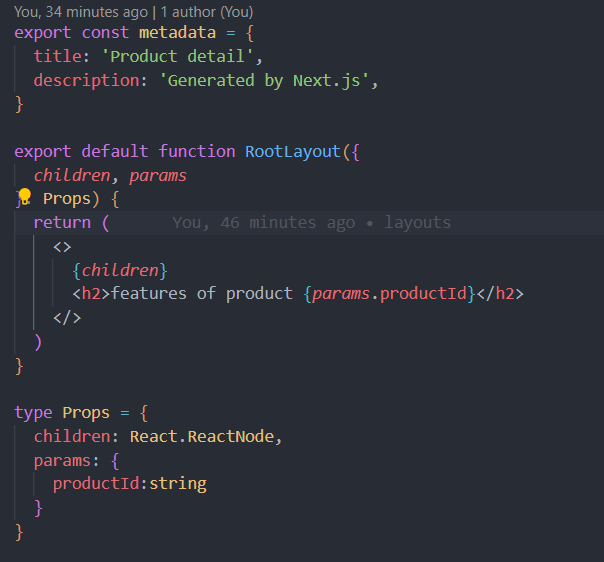 You, 34 minutes ago | 1 author (You)
export const metadata = {
  title: 'Product detail',
  description: 'Generated by Next.js',
}

export default function RootLayout({
  children, params
}: Props) {
  return (      You, 46 minutes ago • layouts
    <>
      {children}
      <h2>features of product {params.productId}</h2>
    </>
  )
}

type Props = {
  children: React.ReactNode,
  params: {
    productId:string
  }
}